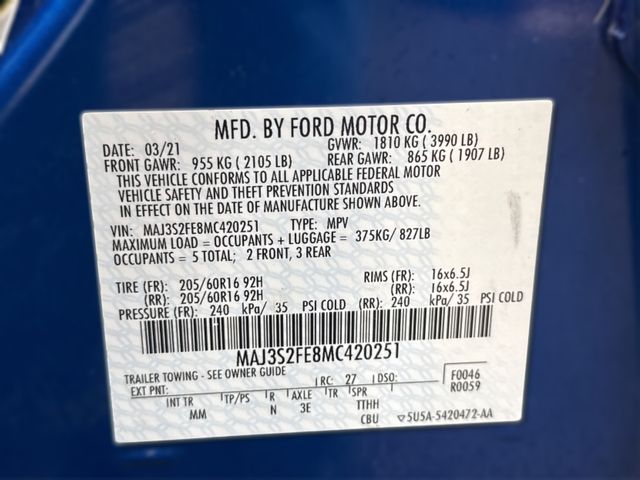 MFD. BY FORD MOTOR CO.
DATE: 03/21 GVWR: 1810 KG ( 3990 LB)
FRONT GAWR: 955 KG ( 2105 LB) REAR GAWR: 865 KG ( 1907 LB)
THIS VEHICLE CONFORMS TO ALL APPLICABLE FEDERAL MOTOR
VEHICLE SAFETY AND THEFT PREVENTION STANDARDS
IN EFFECT ON THE DATE OF MANUFACTURE SHOWN ABOVE.
VIN: MAJ3S2FE8MC420251 TYPE: MPV
MAXIMUM LOAD = OCCUPANTS + LUGGAGE = 375KG/ 827LB
OCCUPANTS = 5 TOTAL; 2 FRONT, 3 REAR
TIRE (FR): 205/60R16 92H RIMS (FR): 16x6.5J
(RR): 205/60R16 92H (RR): 16x6.5J
PRESSURE (FR): 240 kPa/ 35 PSI COLD (RR): 240 kPa/ 35 PSI COLD
MAJ3S2FE8MC420251
TRAILER TOWING - SEE OWNER GUIDE F0046
EXT PNT: RC: 27 DSO: R0059
INT TR TP/PS R AXLE TR SPR
MM N 3E TTHH
CBU 5U5A-5420472-AA